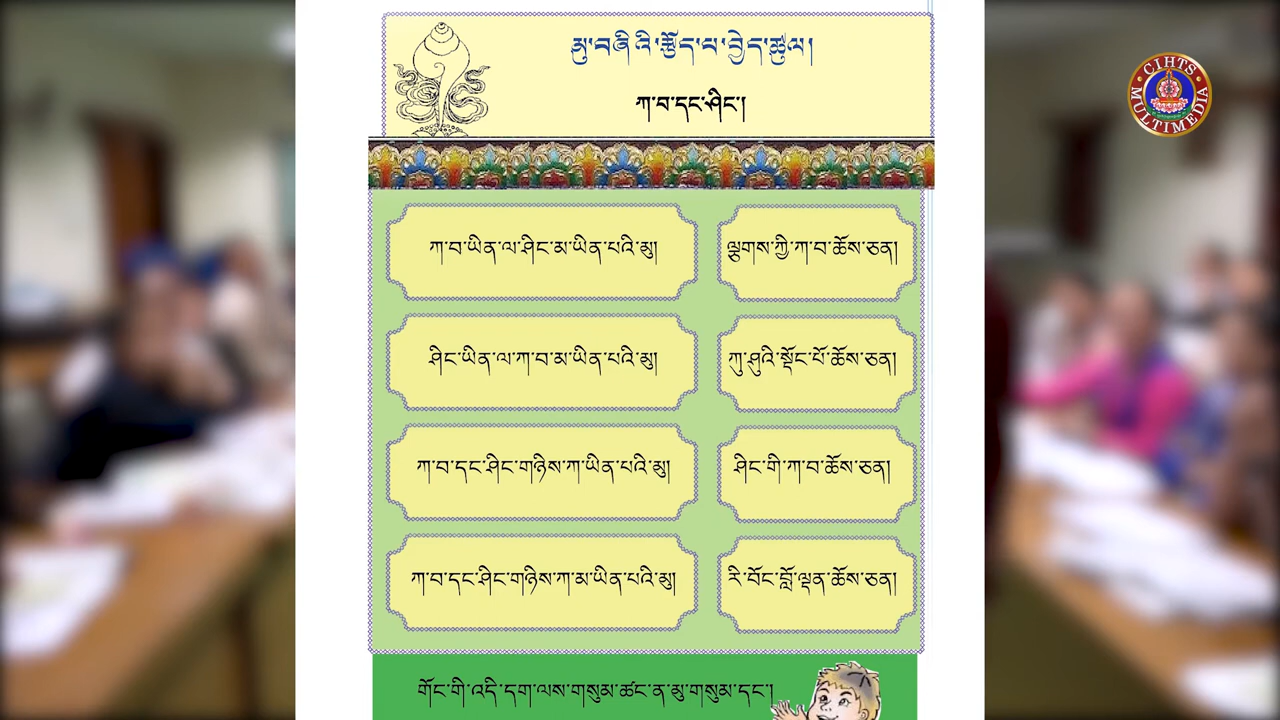 མུ་བཞིའི་རྩོད་པ་བྱེད་ཚུལ།
ཀ་བ་དང་ཤིང་།
ཀ་བ་ཡིན་ལ་ཤིང་མ་ཡིན་པའི་མུ།
ལྕགས་ཀྱི་ཀ་བ་ཆོས་ཅན།
ཤིང་ཡིན་ལ་ཀ་བ་མ་ཡིན་པའི་མུ།
ཀུ་ཤུའི་སྡོང་པོ་ཆོས་ཅན།
ཀ་བ་དང་ཤིང་གཉིས་ཀ་ཡིན་པའི་མུ།
ཤིང་གི་ཀ་བ་ཆོས་ཅན།
ཀ་བ་དང་ཤིང་གཉིས་ཀ་མ་ཡིན་པའི་མུ།
རི་བོང་བློ་ལྡན་ཆོས་ཅན།
གོང་གི་འདི་དག་ལས་གསུམ་ཚང་ན་མུ་གསུམ་དང་།
CIHTS
MULTIMEDIA